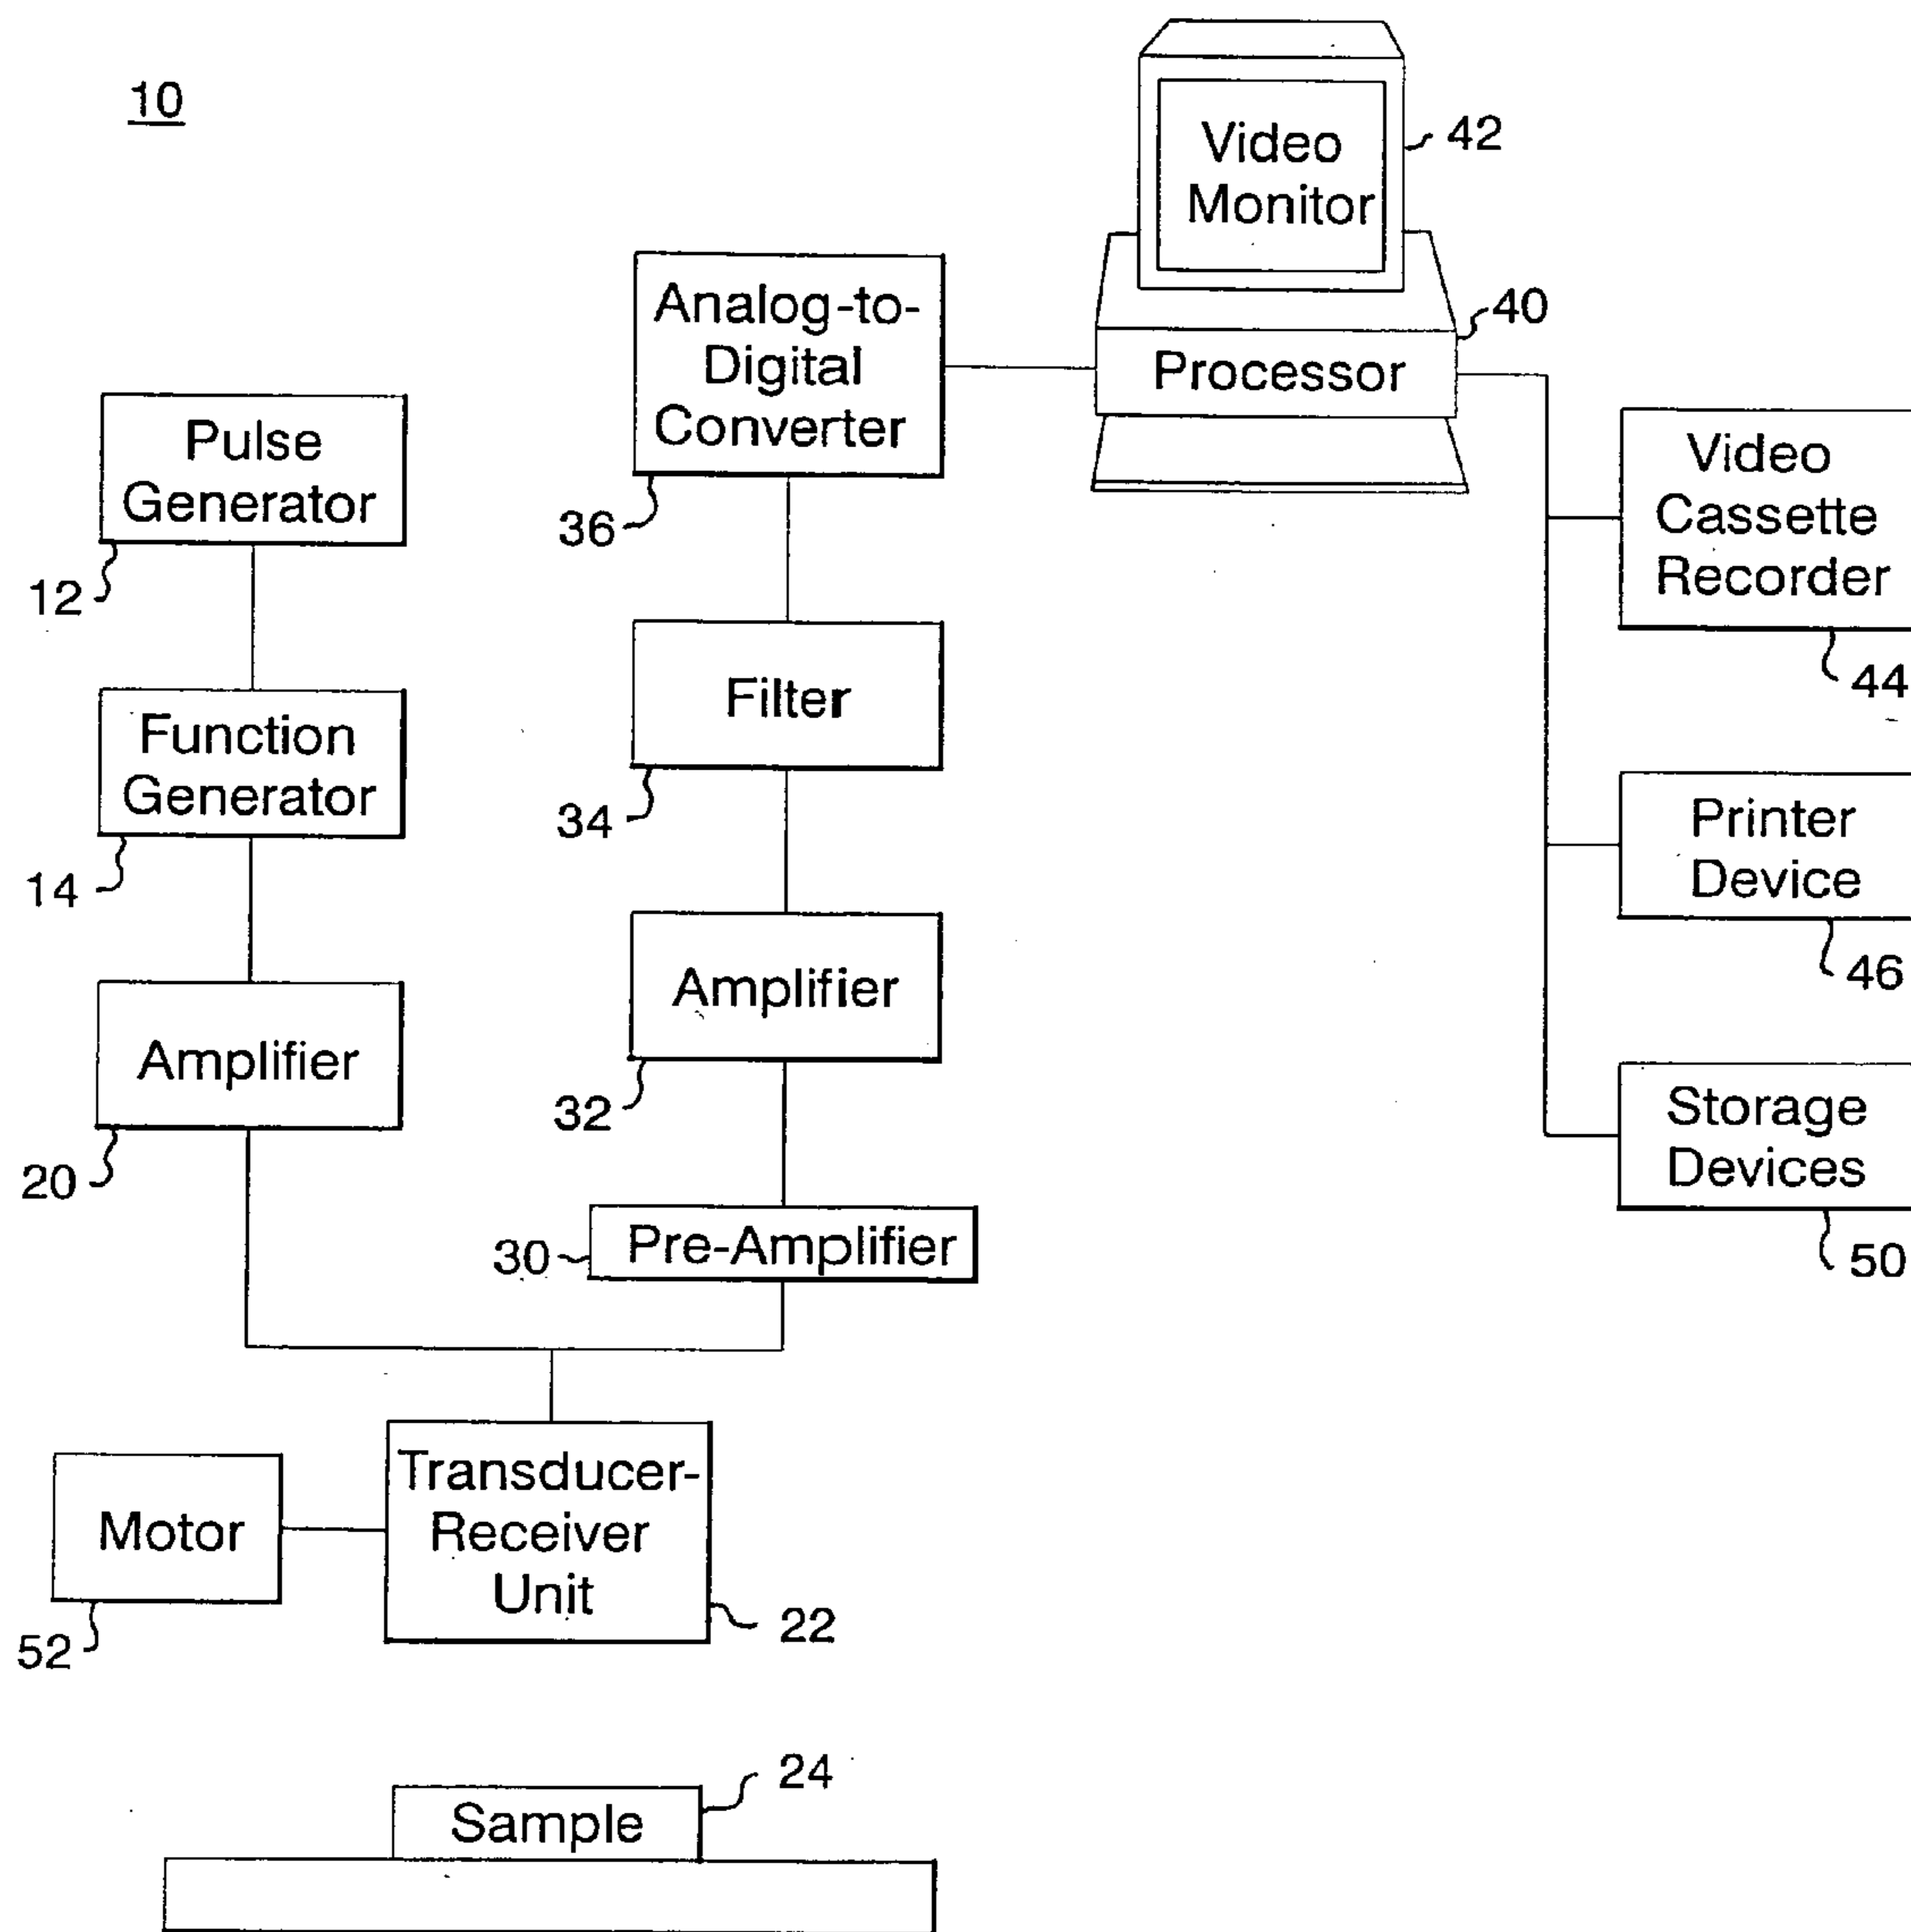 10
Video
Monitor
42
Analog-to-
Digital
Converter
36
40
Processor
Pulse
Generator
12
Video
Cassette
Recorder
44
Function
Generator
14
Filter
34
Printer
Device
46
Amplifier
20
Amplifier
32
Storage
Devices
50
30
Pre-Amplifier
Motor
52
Transducer-
Receiver
Unit
22
24
Sample